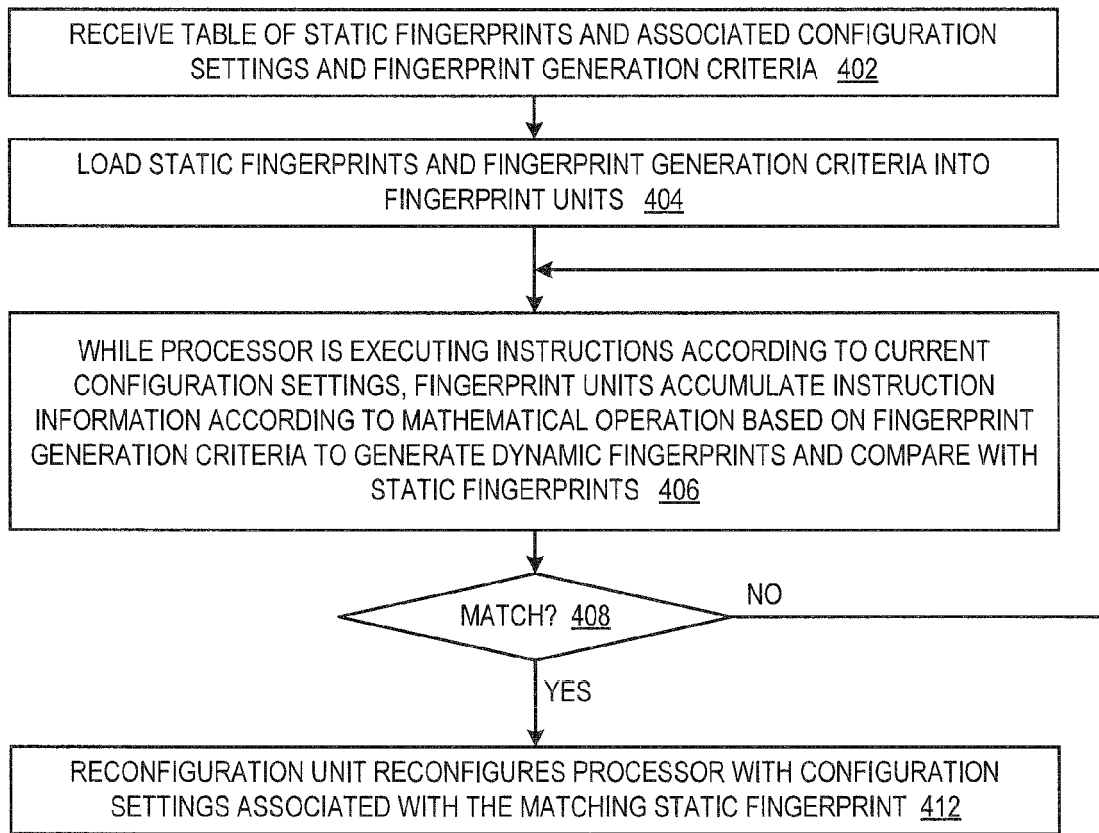 RECEIVE TABLE OF STATIC FINGERPRINTS AND ASSOCIATED CONFIGURATION
SETTINGS AND FINGERPRINT GENERATION CRITERIA 402
LOAD STATIC FINGERPRINTS AND FINGERPRINT GENERATION CRITERIA INTO
FINGERPRINT UNITS 404
WHILE PROCESSOR IS EXECUTING INSTRUCTIONS ACCORDING TO CURRENT
CONFIGURATION SETTINGS, FINGERPRINT UNITS ACCUMULATE INSTRUCTION
INFORMATION ACCORDING TO MATHEMATICAL OPERATION BASED ON FINGERPRINT
GENERATION CRITERIA TO GENERATE DYNAMIC FINGERPRINTS AND COMPARE WITH
STATIC FINGERPRINTS 406
MATCH? 408
NO
YES
RECONFIGURATION UNIT RECONFIGURES PROCESSOR WITH CONFIGURATION
SETTINGS ASSOCIATED WITH THE MATCHING STATIC FINGERPRINT 412